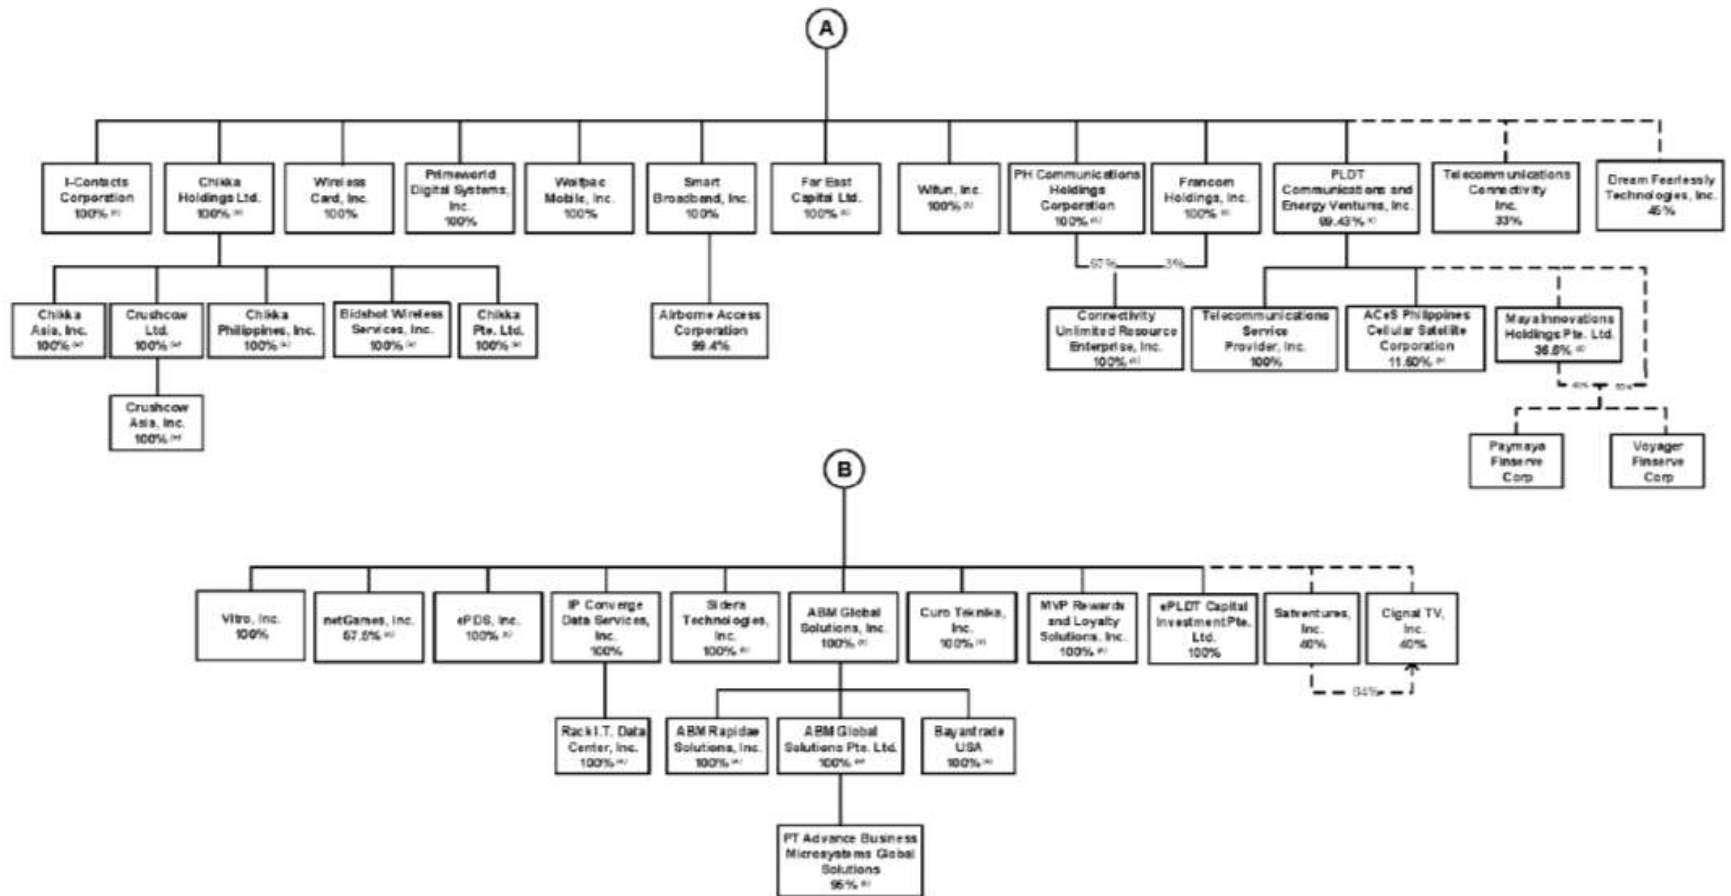 A
I-Contacts
Corporation
100%
Chikka
Holdings Ltd.
100%
Wireless
Card, Inc.
100%
Primeworld
Digital Systems,
Inc.
100%
Wolfpac
Mobile, Inc.
100%
Smart
Broadband, Inc.
100%
Far East
Capital Ltd.
100%
Wifun, Inc.
100%
PH Communications
Holdings
Corporation
100%
Francom
Holdings, Inc.
100%
PLDT
Communications and
Energy Ventures, Inc.
Telecommunications
Connectivity
Inc.
33%
Dream Fearlessly
Technologies, Inc.
45%
97%
3%
Chikka
Asia, Inc.
100%
Crushcow
Ltd.
100%
Chikka
Philippines, Inc.
100%
Bidshot Wireless
Services, Inc.
100%
Chikka
Pte. Ltd.
100%
Airborne Access
Corporation
99.4%
Connectivity
Unlimited Resource
Enterprise, Inc.
100%
Telecommunications
Service
Provider, Inc.
100%
ACeS Philippines
Cellular Satellite
Corporation
Maya Innovations
Holdings Pte. Ltd.
Crushcow
Asia, Inc.
100%
Paymaya
Finserve
Corp
Voyager
Finserve
Corp
B
Vitro, Inc.
100%
netGames, Inc.
57.5%
ePDS, Inc.
100%
IP Converge
Data Services,
Inc.
100%
Sidera
Technologies,
Inc.
100%
ABM Global
Solutions, Inc.
100%
Curo Teknika,
Inc.
100%
MVP Rewards
and Loyalty
Solutions, Inc.
100%
ePLDT Capital
Investment Pte.
Ltd.
100%
Satventures,
Inc.
40%
Cignal TV,
Inc.
40%
64%
Rack I.T. Data
Center, Inc.
100%
ABM Rapidae
Solutions, Inc.
100%
ABM Global
Solutions Pte. Ltd.
100%
Bayantrade
USA
100%
PT Advance Business
Microsystems Global
Solutions
95%